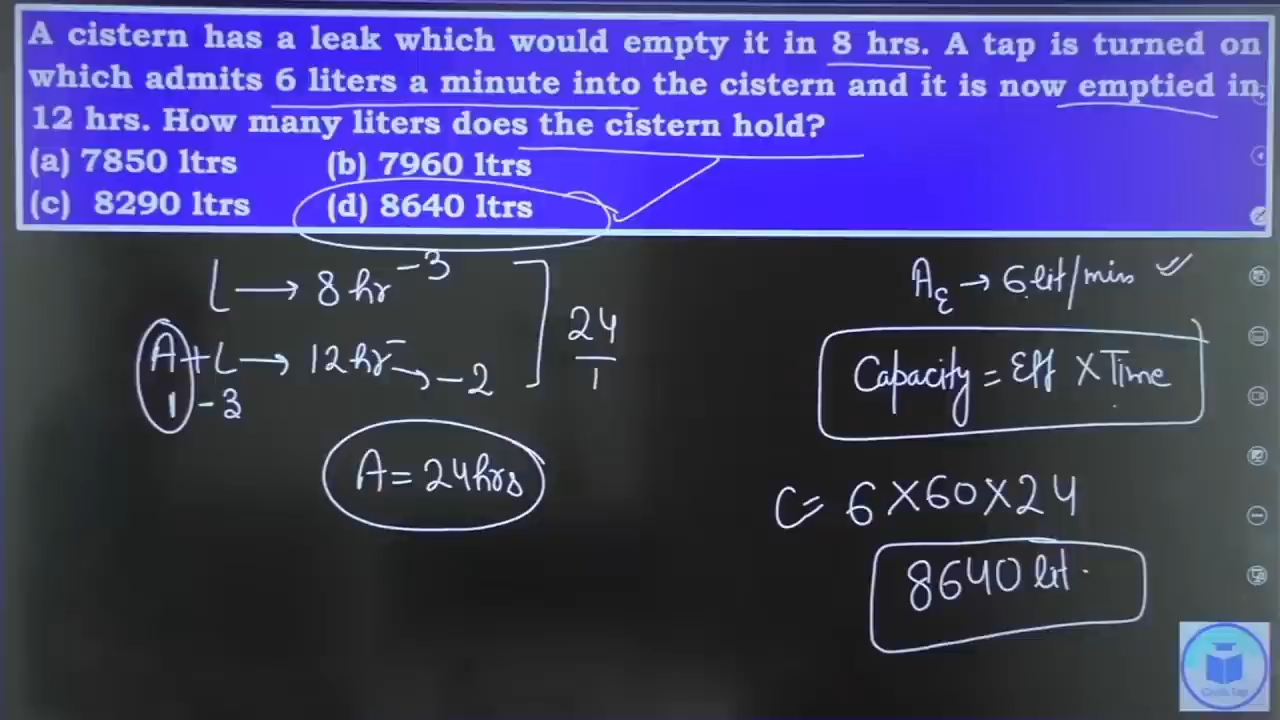 A cistern has a leak which would empty it in 8 hrs. A tap is turned on
which admits 6 liters a minute into the cistern and it is now emptied in
12 hrs. How many liters does the cistern hold?
(a) 7850 ltrs (b) 7960 ltrs
(c) 8290 ltrs (d) 8640 ltrs
L → 8 hr -3
A+L → 12 hr → -2
1 -3
24
1
A = 24 hrs
A E → 6 lit/min ✓
Capacity = Eff X Time
C = 6 X 60 X 24
8640 lit.